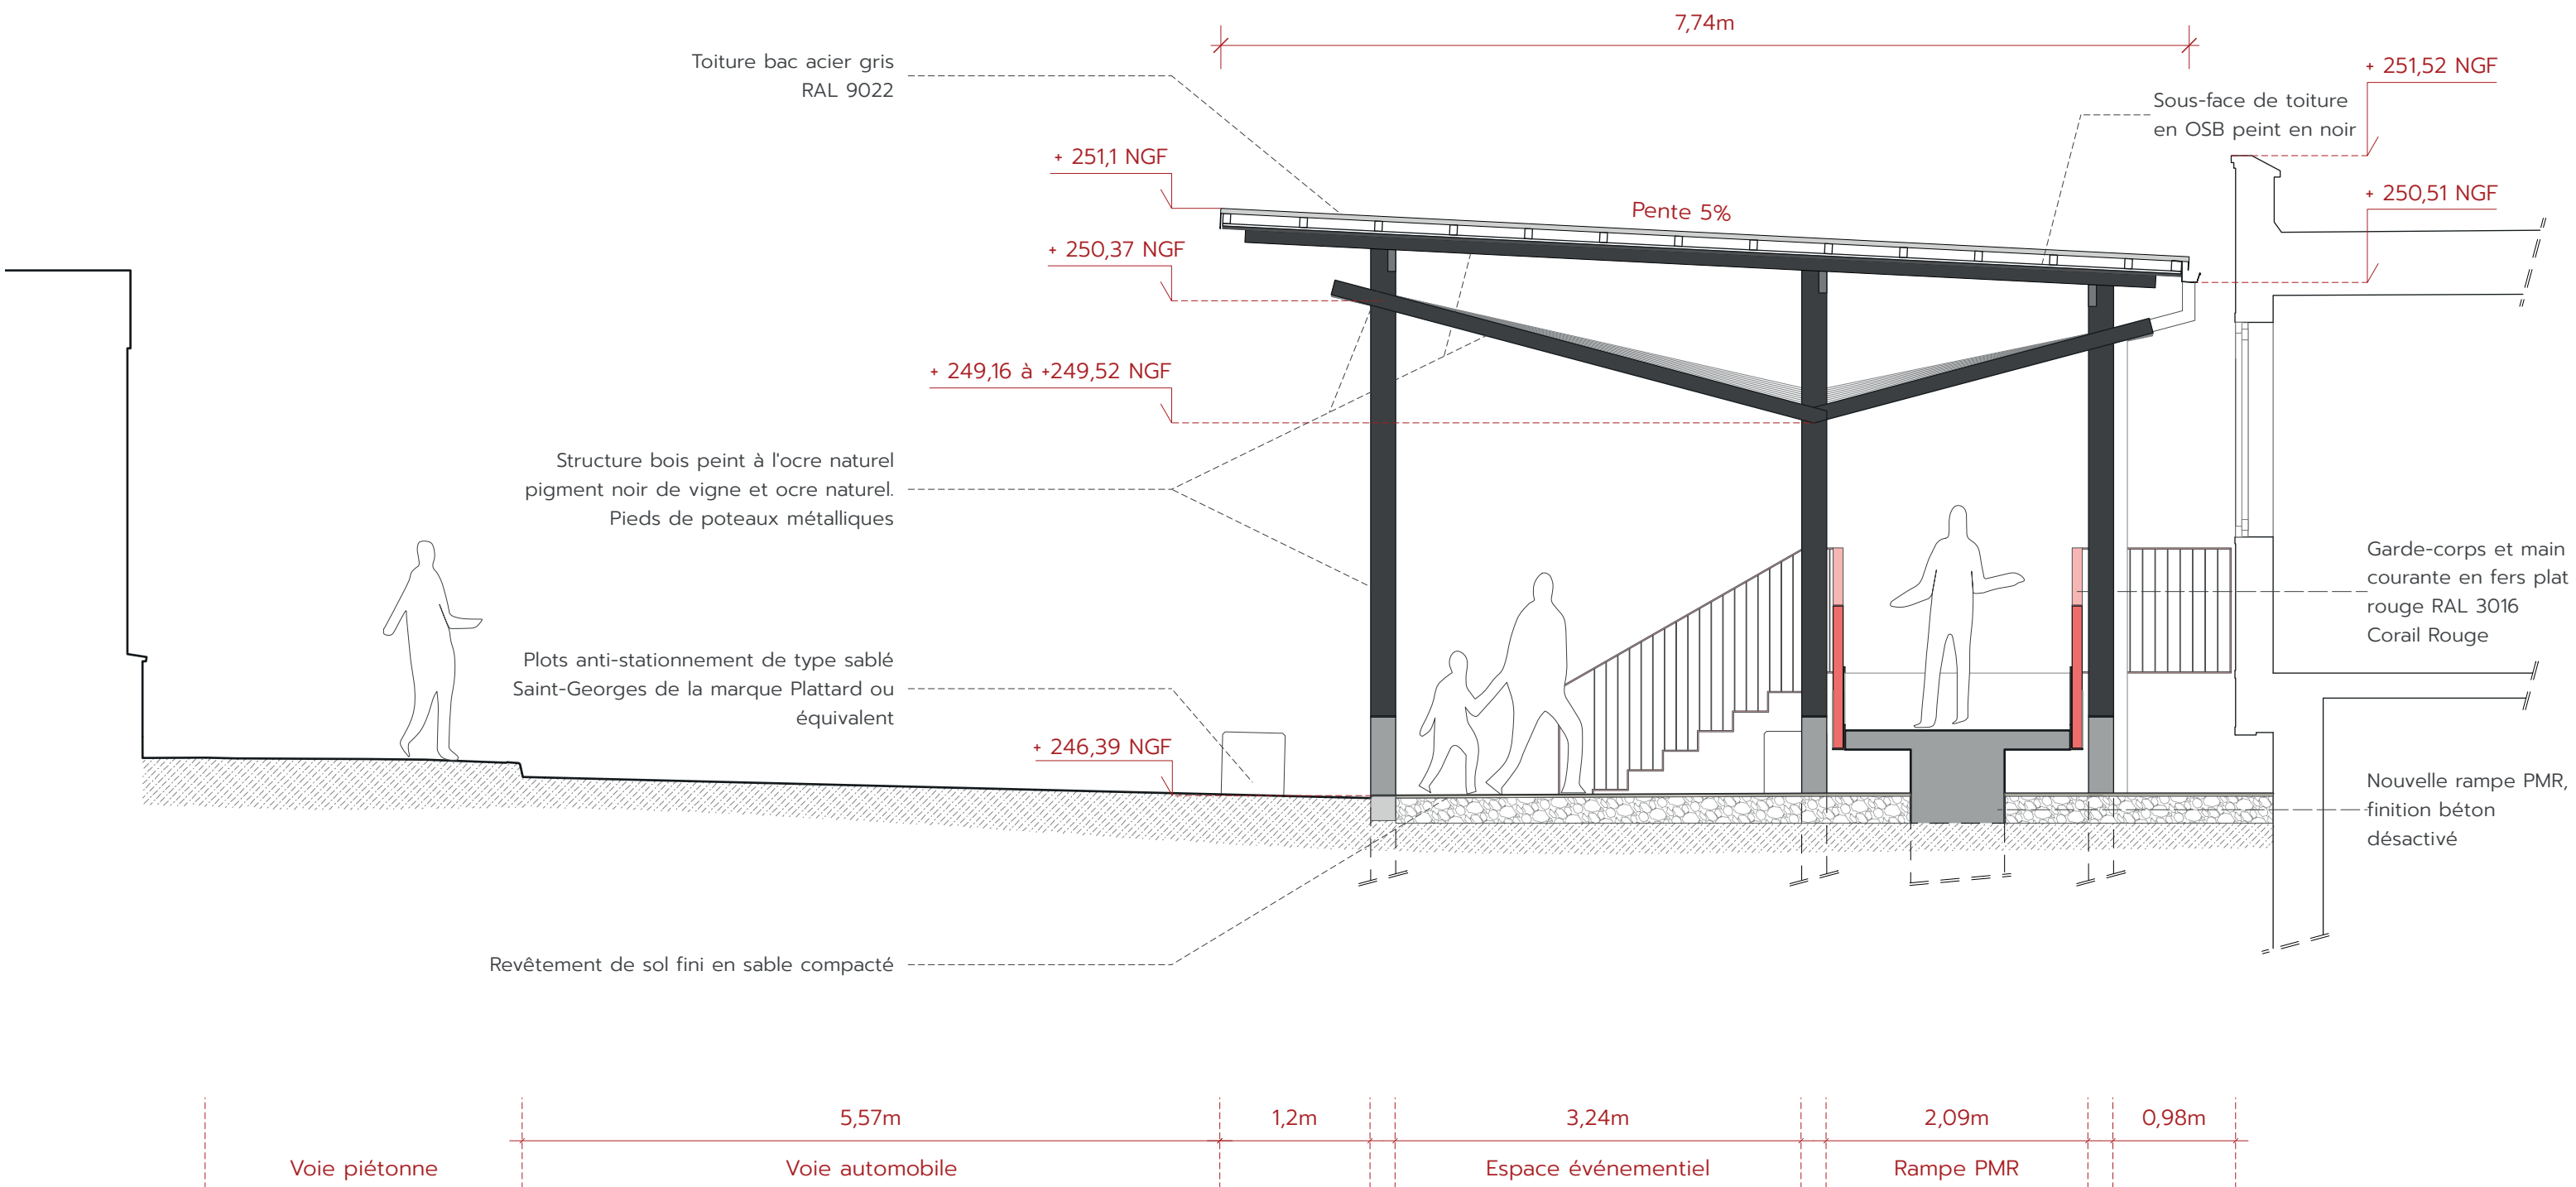 7,74m
Toiture bac acier gris
RAL 9022
+ 251,52 NGF
Sous-face de toiture
en OSB peint en noir
+ 251,1 NGF
+ 250,51 NGF
Pente 5%
+ 250,37 NGF
+ 249,16 à +249,52 NGF
Structure bois peint à l'ocre naturel
pigment noir de vigne et ocre naturel.
Pieds de poteaux métalliques
Garde-corps et main
courante en fers plat
rouge RAL 3016
Corail Rouge
Plots anti-stationnement de type sablé
Saint-Georges de la marque Plattard ou
équivalent
+ 246,39 NGF
Nouvelle rampe PMR,
finition béton
désactivé
Revêtement de sol fini en sable compacté
5,57m
1,2m
3,24m
2,09m
0,98m
Voie piétonne
Voie automobile
Espace événementiel
Rampe PMR